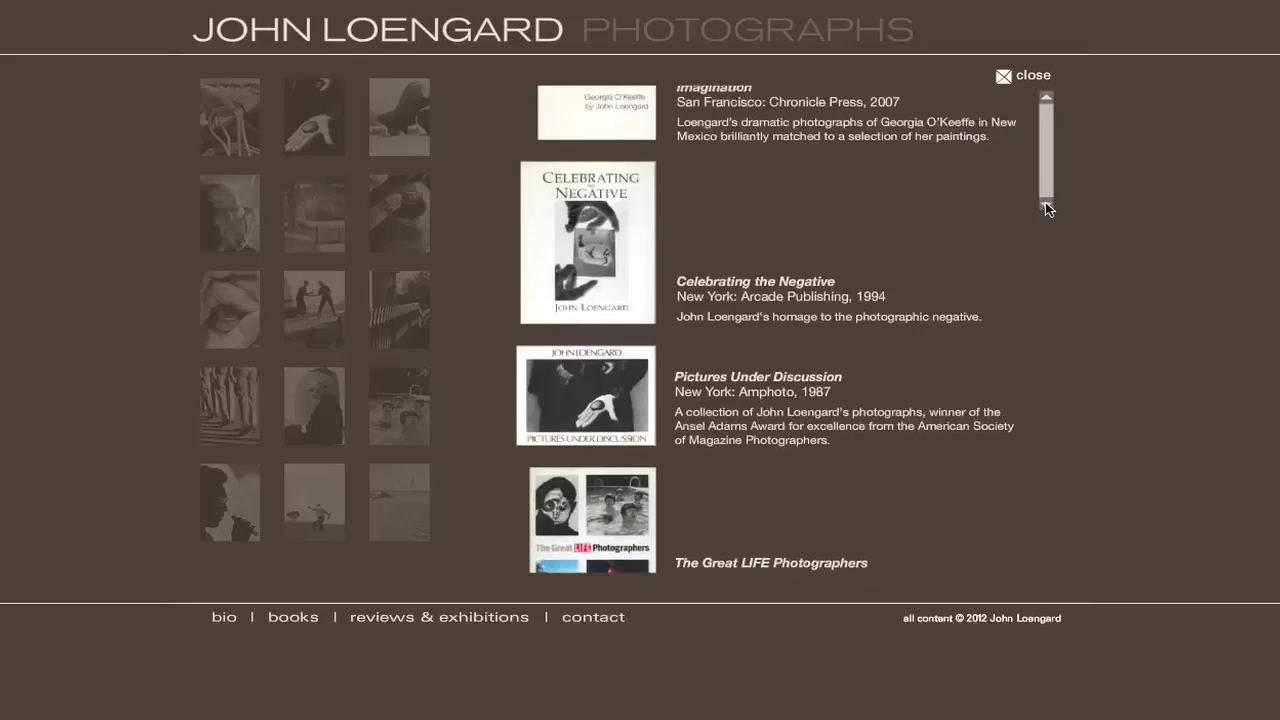 JOHN LOENGARD PHOTOGRAPHS
close
Georgia O'Keeffe
by John Loengard
Imagination
San Francisco: Chronicle Press, 2007
Loengard's dramatic photographs of Georgia O'Keeffe in New
Mexico brilliantly matched to a selection of her paintings.
CELEBRATING
THE
NEGATIVE
JOHN LOENGARD
Celebrating the Negative
New York: Arcade Publishing, 1994
John Loengard's homage to the photographic negative.
JOHN LOENGARD
PICTURES UNDER DISCUSSION
Pictures Under Discussion
New York: Amphoto, 1987
A collection of John Loengard's photographs, winner of the
Ansel Adams Award for excellence from the American Society
of Magazine Photographers.
The Great LIFE Photographers
The Great LIFE Photographers
bio | books | reviews & exhibitions | contact
all content © 2012 John Loengard